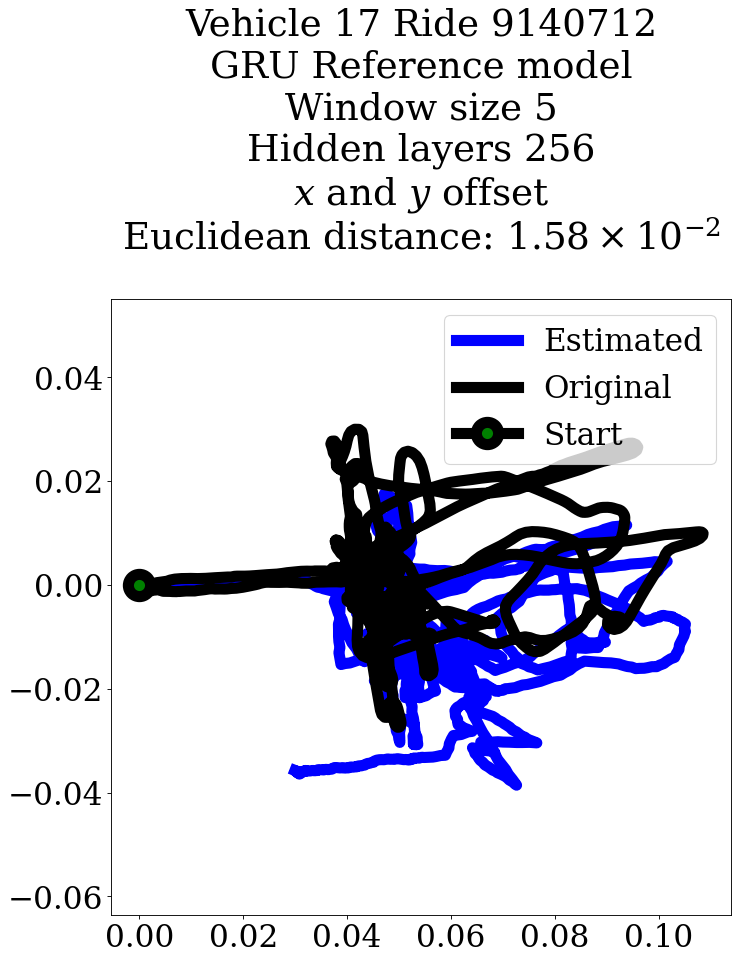 Vehicle 17 Ride 9140712
GRU Reference model
Window size 5
Hidden layers 256
x and y offset
Euclidean distance: 1.58 × 10⁻²
Estimated
Original
Start
0.04
0.02
0.00
−0.02
−0.04
−0.06
0.00 0.02 0.04 0.06 0.08 0.10